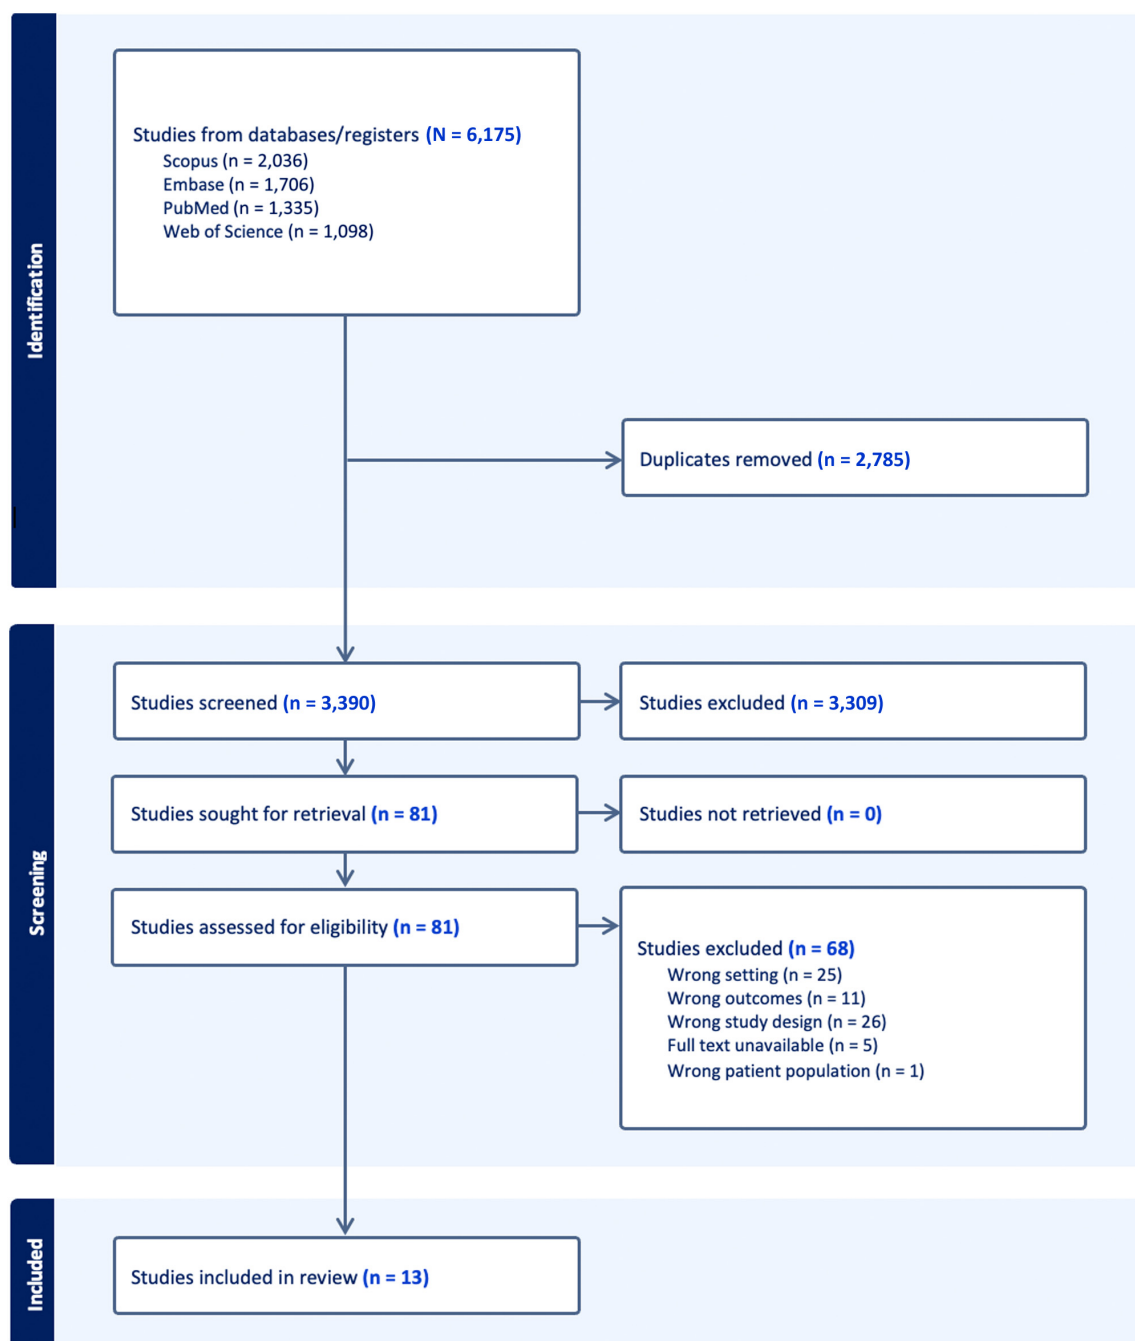 Identification
Studies from databases/registers (N = 6,175)
Scopus (n = 2,036)
Embase (n = 1,706)
PubMed (n = 1,335)
Web of Science (n = 1,098)
Duplicates removed (n = 2,785)
Screening
Studies screened (n = 3,390)
Studies excluded (n = 3,309)
Studies sought for retrieval (n = 81)
Studies not retrieved (n = 0)
Studies assessed for eligibility (n = 81)
Studies excluded (n = 68)
Wrong setting (n = 25)
Wrong outcomes (n = 11)
Wrong study design (n = 26)
Full text unavailable (n = 5)
Wrong patient population (n = 1)
Included
Studies included in review (n = 13)